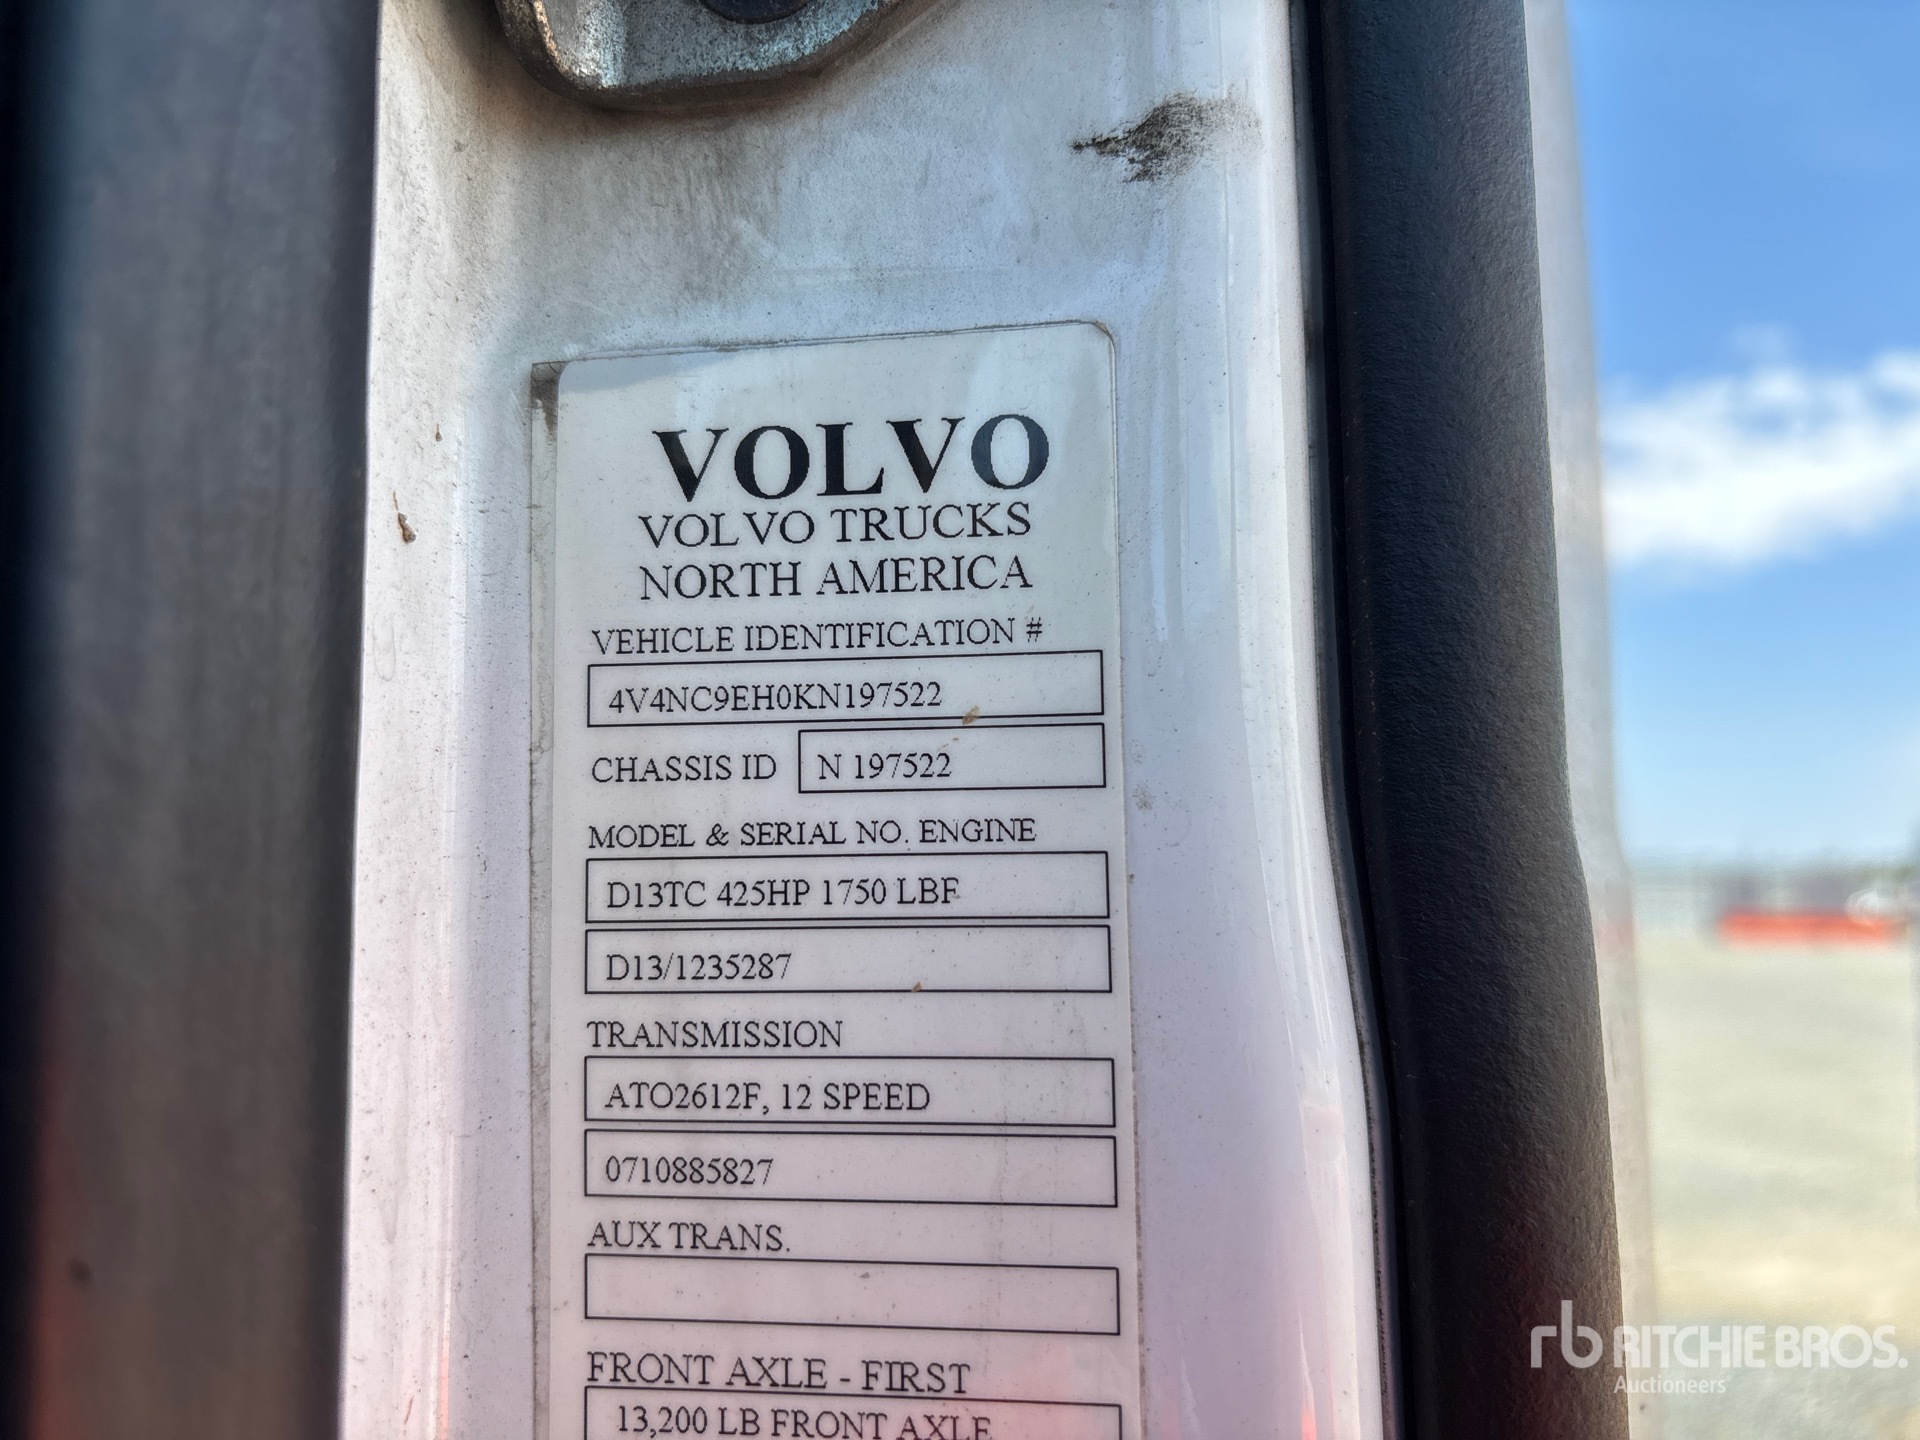 VOLVO
VOLVO TRUCKS
NORTH AMERICA
VEHICLE IDENTIFICATION #
4V4NC9EH0KN197522
CHASSIS ID N 197522
MODEL & SERIAL NO. ENGINE
D13TC 425HP 1750 LBF
D13/1235287
TRANSMISSION
ATO2612F, 12 SPEED
0710885827
AUX TRANS.
FRONT AXLE - FIRST
13,200 LB FRONT AXLE
rb RITCHIE BROS.
Auctioneers